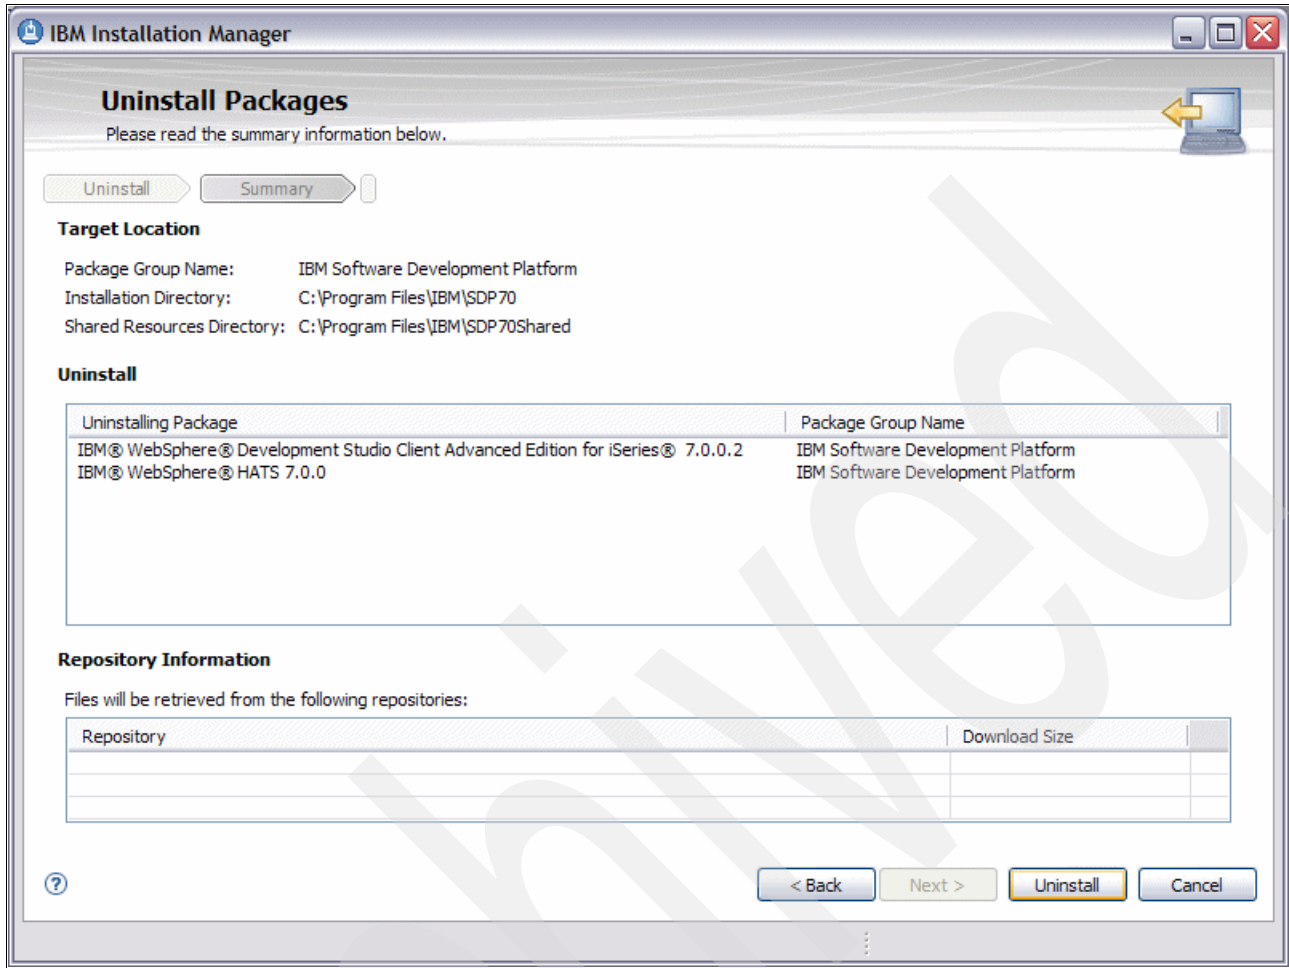 IBM Installation Manager
Uninstall Packages
Please read the summary information below.
Uninstall Summary
Target Location
Package Group Name: IBM Software Development Platform
Installation Directory: C:\Program Files\IBM\SDP70
Shared Resources Directory: C:\Program Files\IBM\SDP70Shared
Uninstall
Uninstalling Package Package Group Name
IBM® WebSphere® Development Studio Client Advanced Edition for iSeries® 7.0.0.2 IBM Software Development Platform
IBM® WebSphere® HATS 7.0.0 IBM Software Development Platform
Repository Information
Files will be retrieved from the following repositories:
Repository Download Size
? < Back Next > Uninstall Cancel
hived